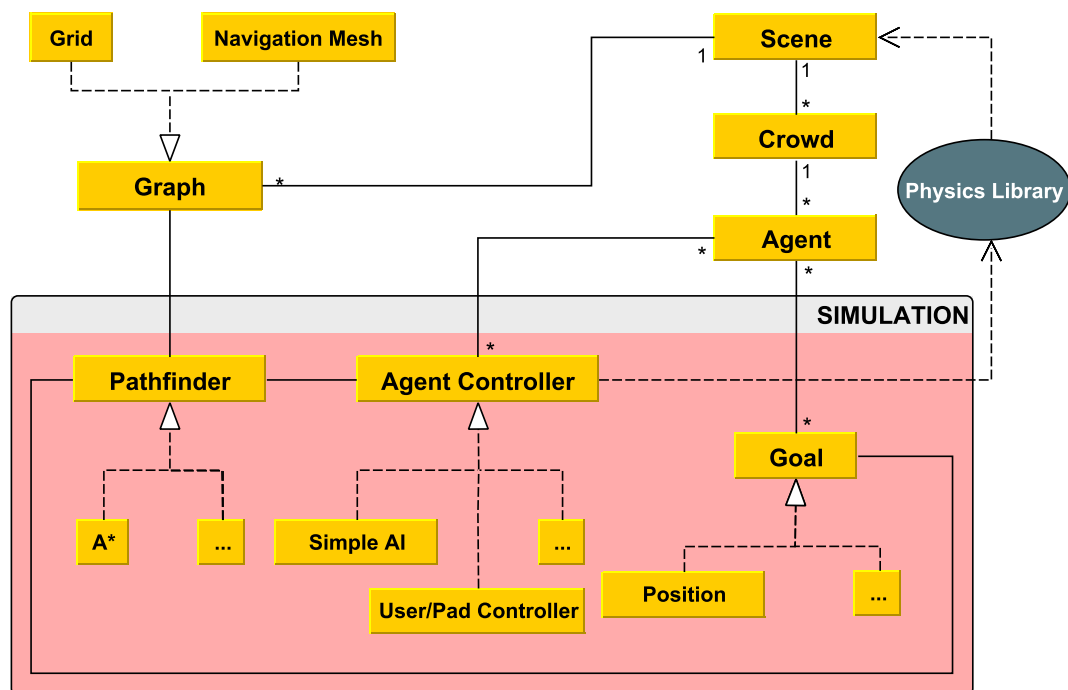 Grid
Navigation Mesh
Scene
1
1
*
Crowd
1
Physics Library
Graph
*
*
Agent
*
*
SIMULATION
*
Pathfinder
Agent Controller
*
Goal
A*
...
Simple AI
...
Position
...
User/Pad Controller